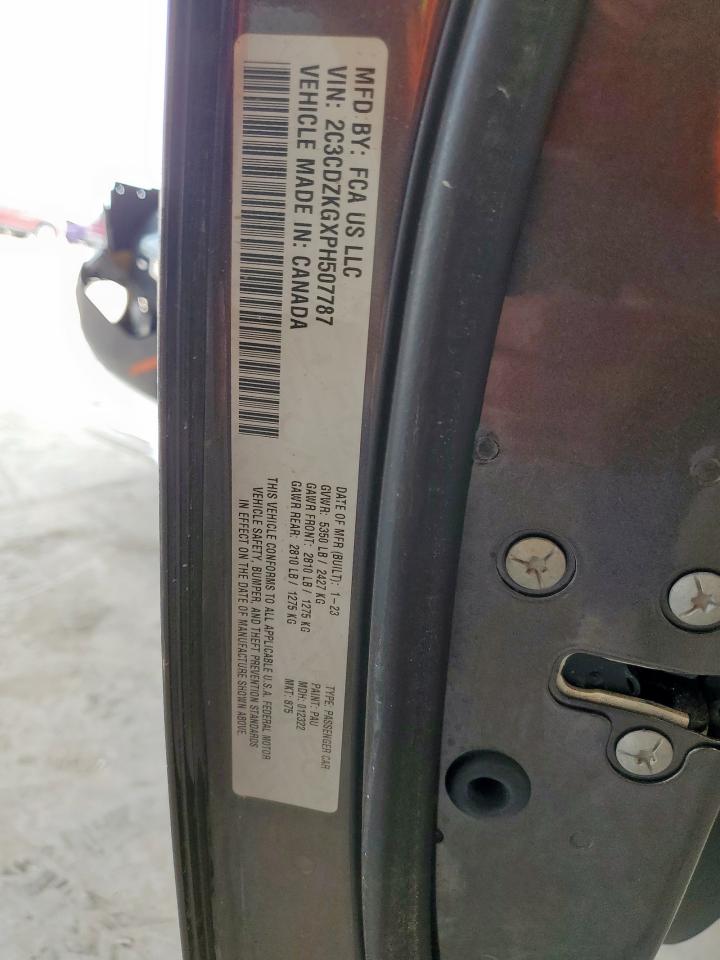 MFD BY: FCA US LLC
VIN: 2C3CDZKGXPH507787
VEHICLE MADE IN: CANADA
DATE OF MFR (BUILT): 1-23
GVWR: 5350 LB / 2427 KG
GAWR FRONT: 2810 LB / 1275 KG
GAWR REAR: 2810 LB / 1275 KG
TYPE: PASSENGER CAR
PAINT: PAU
MDH: 012322
MKT: 875
THIS VEHICLE CONFORMS TO ALL APPLICABLE U.S.A. FEDERAL MOTOR
VEHICLE SAFETY, BUMPER, AND THEFT PREVENTION STANDARDS
IN EFFECT ON THE DATE OF MANUFACTURE SHOWN ABOVE.